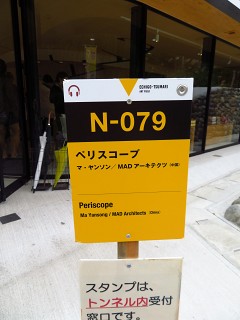 ECHIGO-TSUMARI
ART FIELD
N-079
ペリスコープ
マ・ヤンソン／MADアーキテクツ（中国）
Periscope
Ma Yansong / MAD Architects (China)
スタンプは、
トンネル内受付
窓口です。